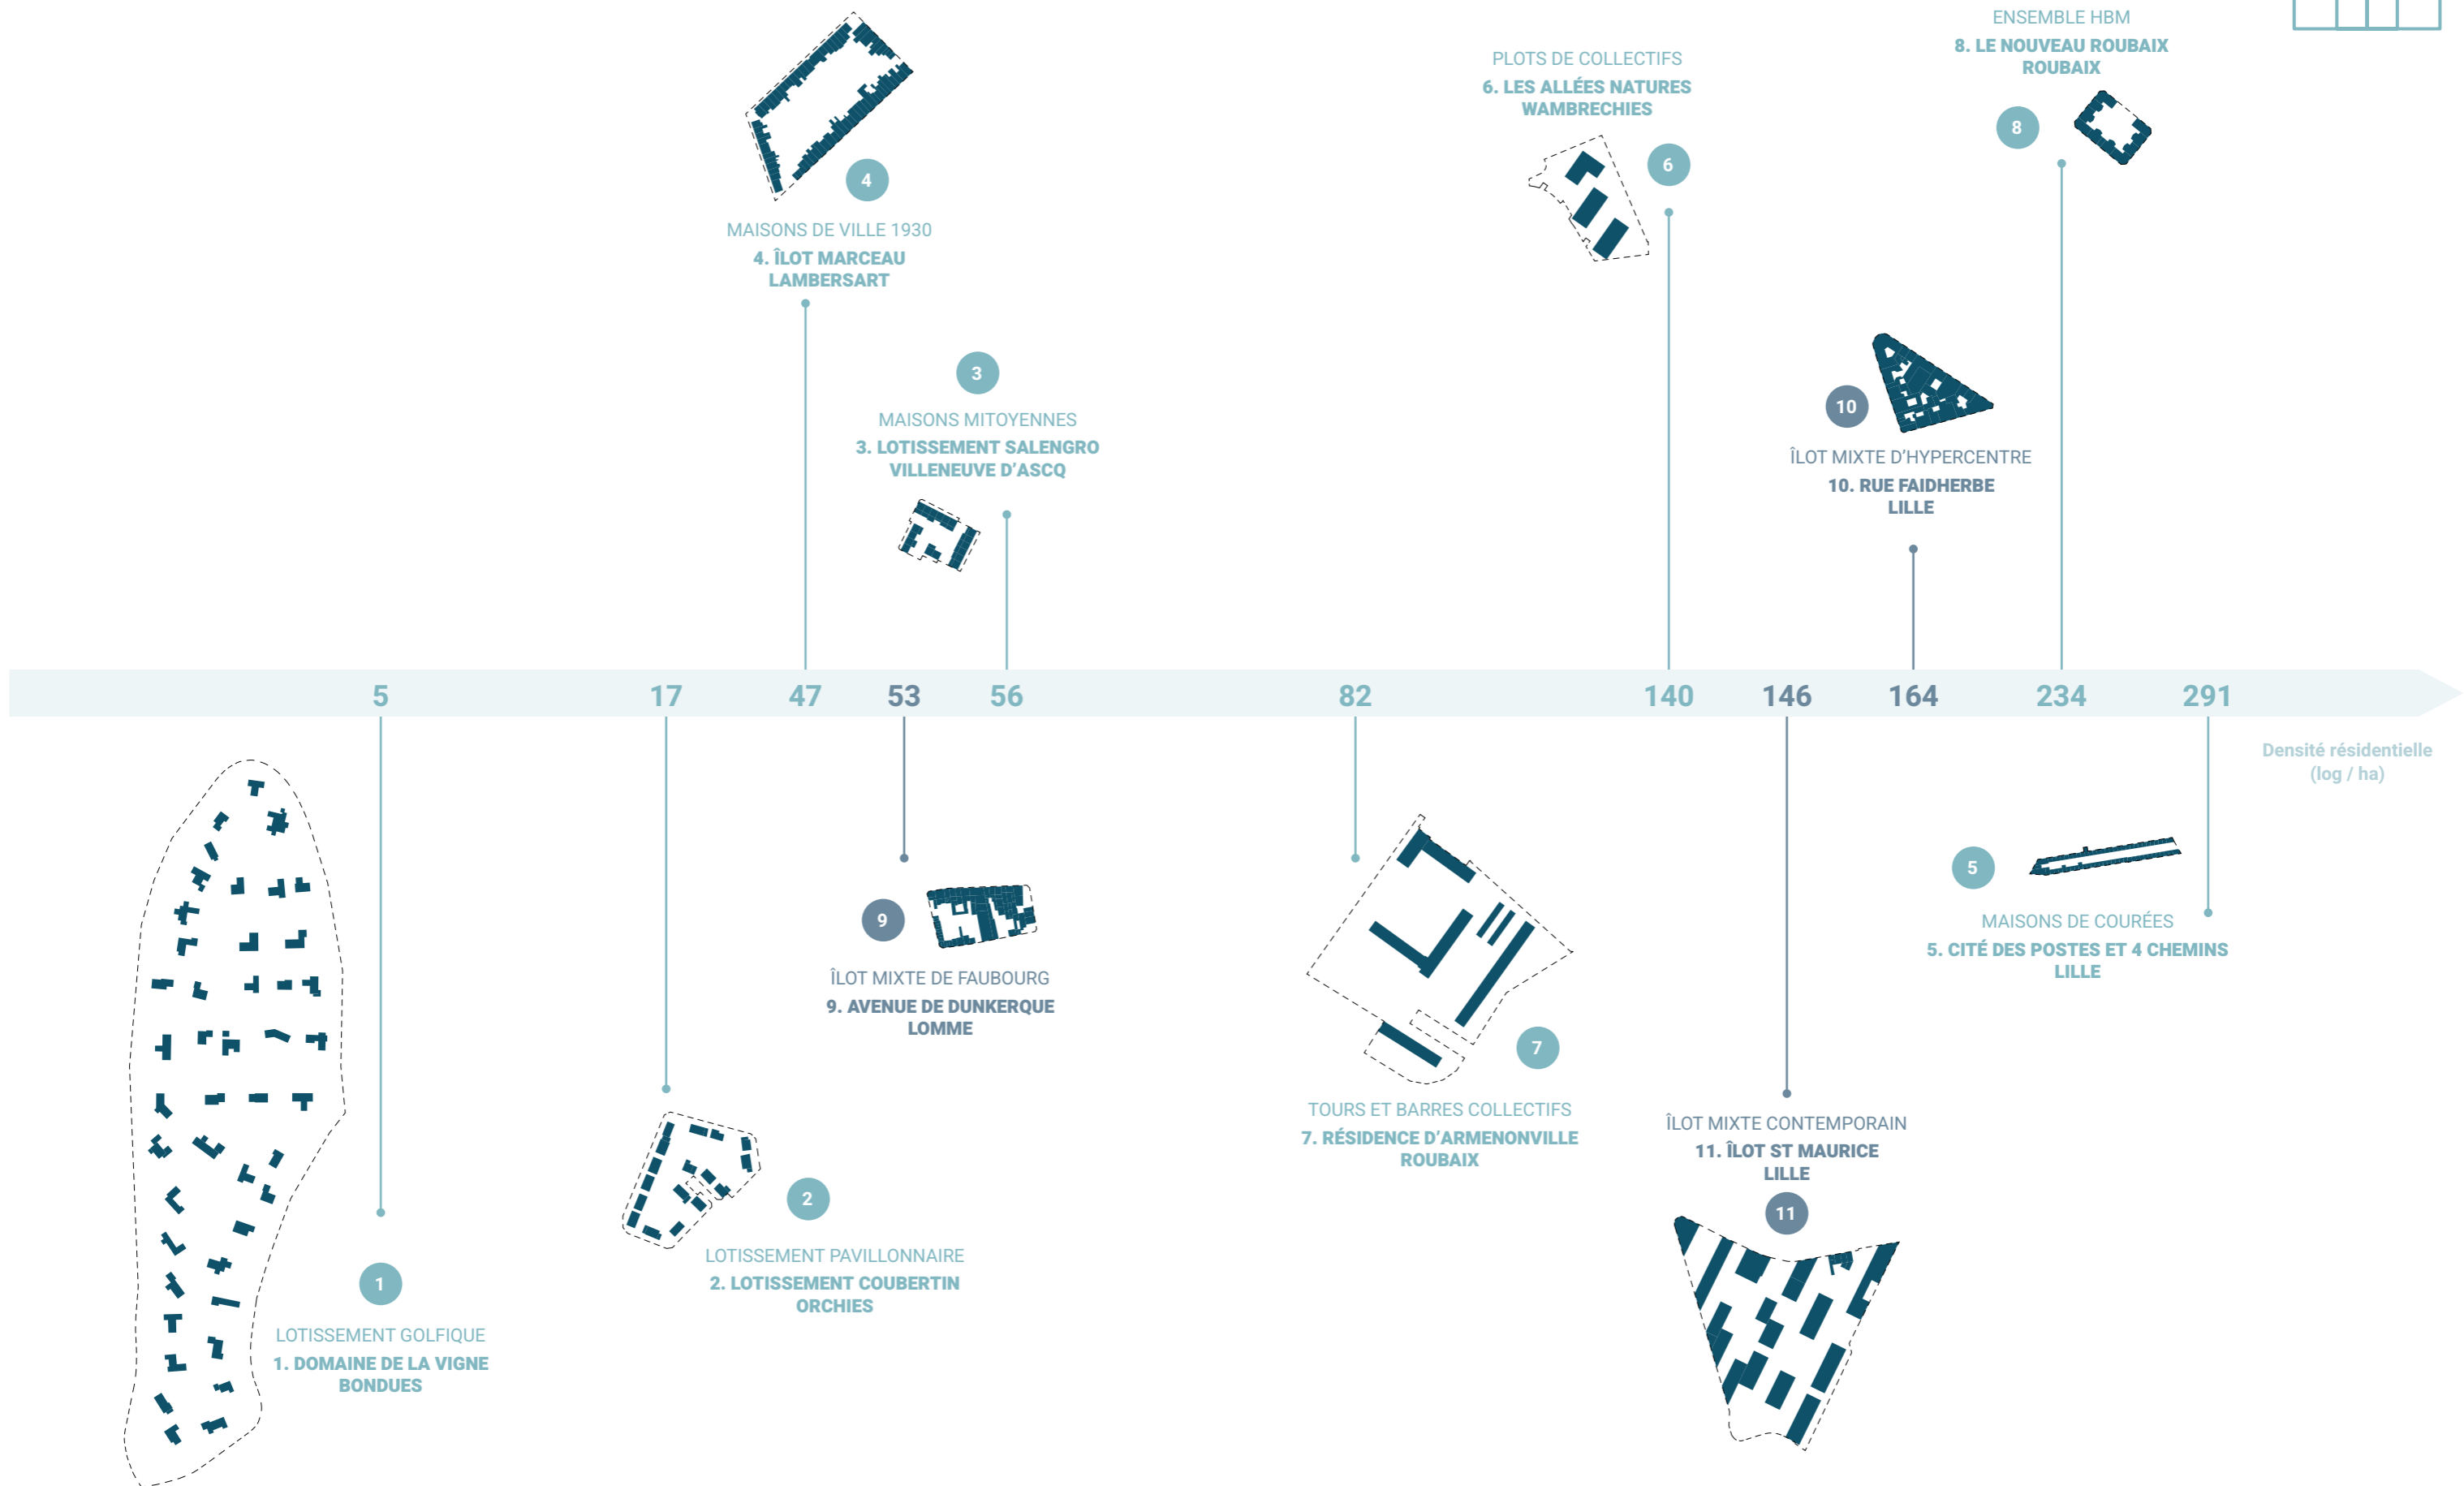 ENSEMBLE HBM
8. LE NOUVEAU ROUBAIX
ROUBAIX
8
PLOTS DE COLLECTIFS
6. LES ALLÉES NATURES
WAMBRECHIES
6
4
MAISONS DE VILLE 1930
4. ÎLOT MARCEAU
LAMBERSART
3
MAISONS MITOYENNES
3. LOTISSEMENT SALENGRO
VILLENEUVE D'ASCQ
10
ÎLOT MIXTE D'HYPERCENTRE
10. RUE FAIDHERBE
LILLE
5 17 47 53 56 82 140 146 164 234 291
Densité résidentielle
(log / ha)
5
MAISONS DE COURÉES
5. CITÉ DES POSTES ET 4 CHEMINS
LILLE
9
ÎLOT MIXTE DE FAUBOURG
9. AVENUE DE DUNKERQUE
LOMME
7
TOURS ET BARRES COLLECTIFS
7. RÉSIDENCE D'ARMENONVILLE
ROUBAIX
ÎLOT MIXTE CONTEMPORAIN
11. ÎLOT ST MAURICE
LILLE
11
2
LOTISSEMENT PAVILLONNAIRE
2. LOTISSEMENT COUBERTIN
ORCHIES
1
LOTISSEMENT GOLFIQUE
1. DOMAINE DE LA VIGNE
BONDUES